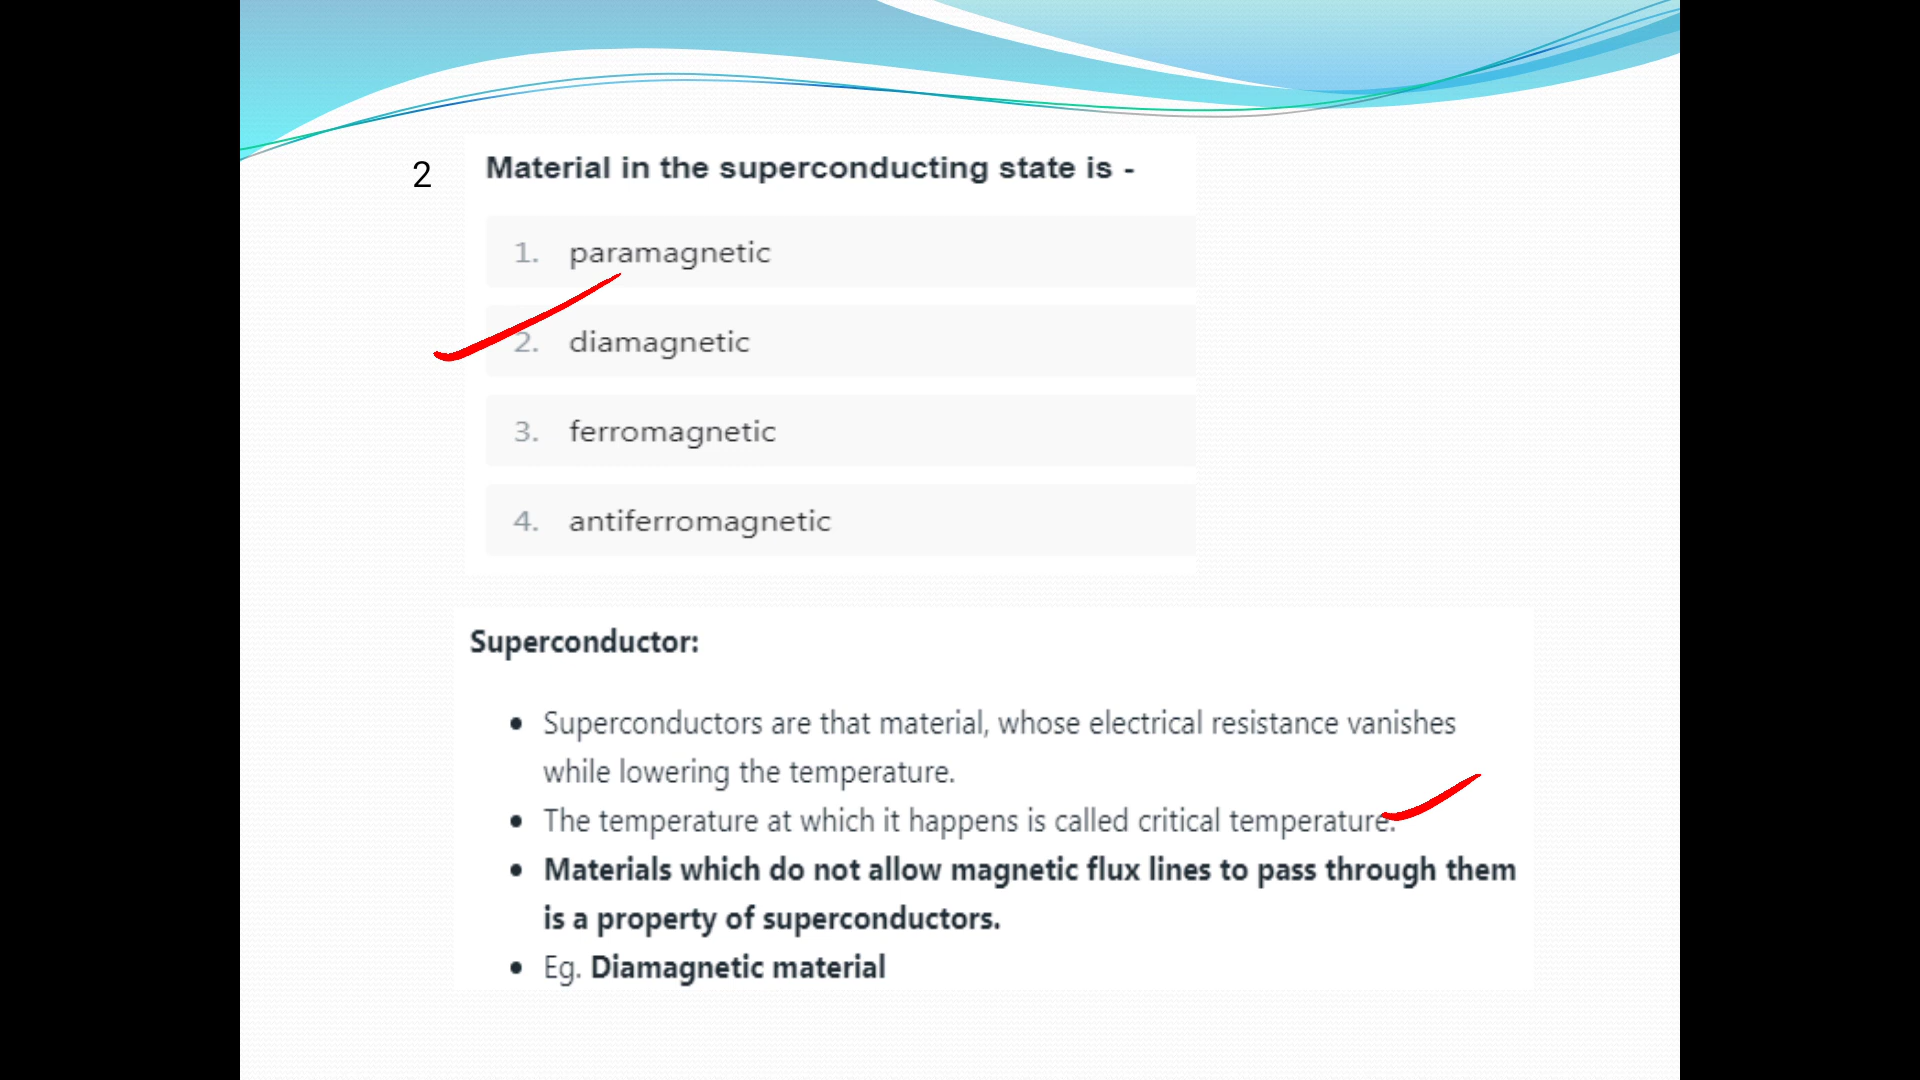 2 Material in the superconducting state is -
1. paramagnetic
2. diamagnetic
3. ferromagnetic
4. antiferromagnetic
Superconductor:
• Superconductors are that material, whose electrical resistance vanishes
while lowering the temperature.
• The temperature at which it happens is called critical temperature.
• Materials which do not allow magnetic flux lines to pass through them
is a property of superconductors.
• Eg. Diamagnetic material